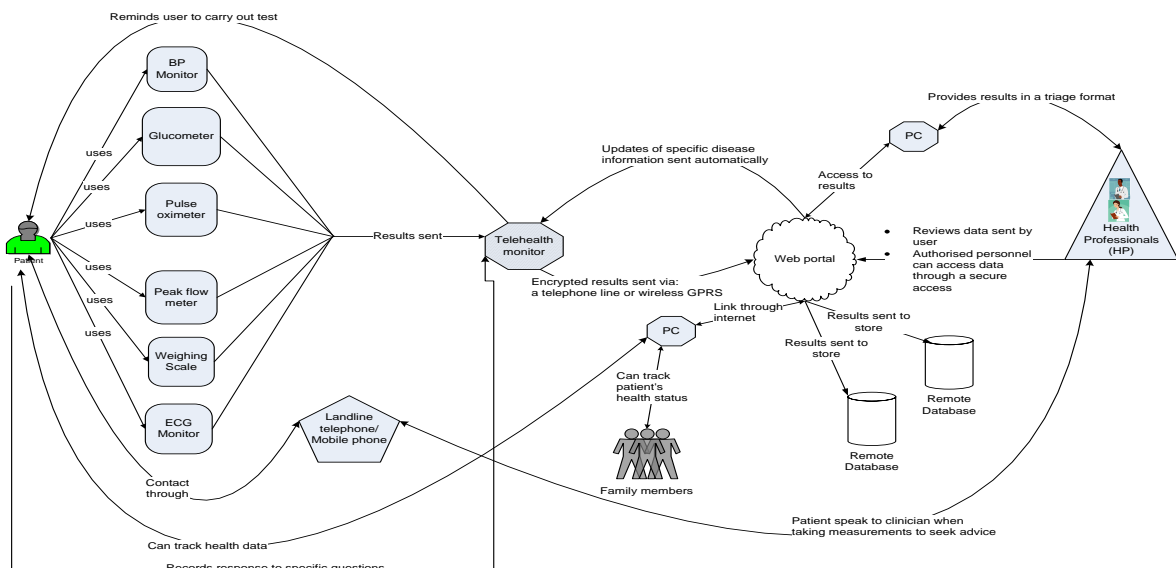 Reminds user to carry out test
BP
Monitor
Glucometer
Pulse
oximeter
Peak flow
meter
Weighing
Scale
ECG
Monitor
uses
uses
uses
uses
uses
uses
Patient
Results sent
Telehealth
monitor
Updates of specific disease
information sent automatically
Encrypted results sent via:
a telephone line or wireless GPRS
Web portal
Access to
results
PC
Provides results in a triage format
Health
Professionals
(HP)
• Reviews data sent by
user
• Authorised personnel
can access data
through a secure
access
Link through
internet
PC
Results sent to
store
Results sent to
store
Remote
Database
Remote
Database
Can track
patient's
health status
Family members
Landline
telephone/
Mobile phone
Contact
through
Patient speak to clinician when
taking measurements to seek advice
Can track health data
Records response to specific questions